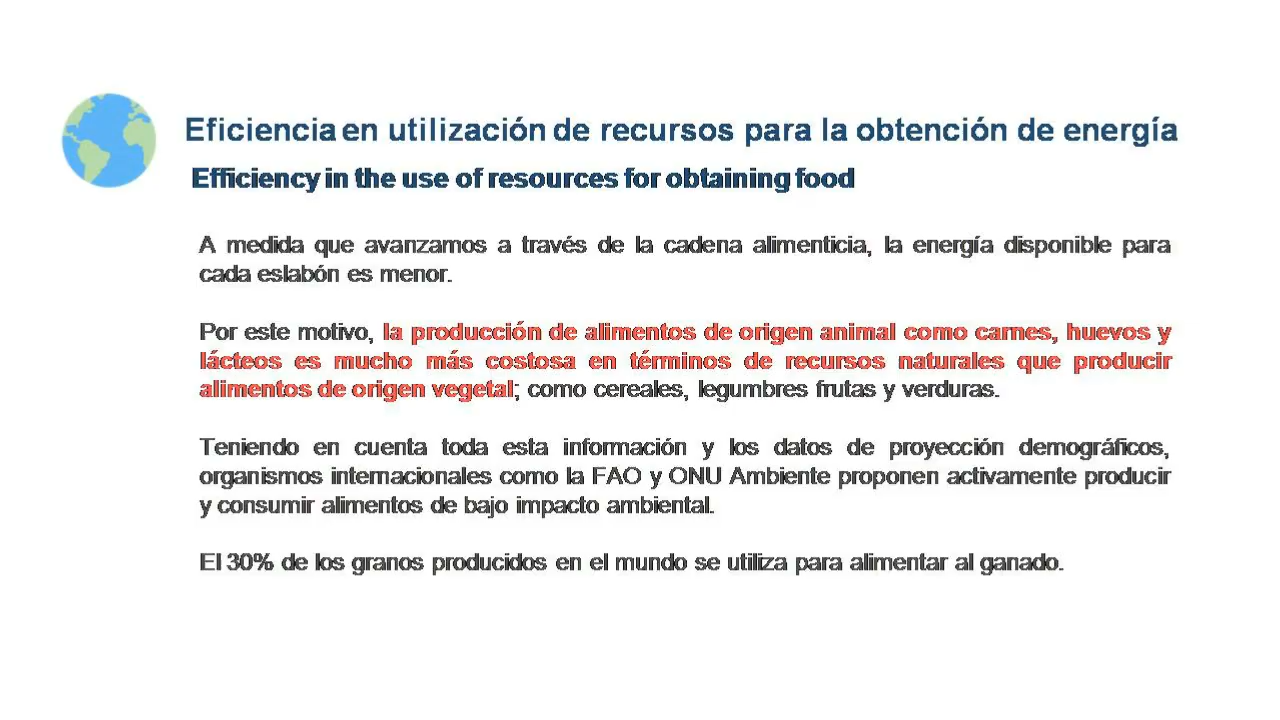 Eficiencia en utilización de recursos para la obtención de energía
Efficiency in the use of resources for obtaining food
A medida que avanzamos a través de la cadena alimenticia, la energía disponible para
cada eslabón es menor.
Por este motivo, la producción de alimentos de origen animal como carnes, huevos y
lácteos es mucho más costosa en términos de recursos naturales que producir
alimentos de origen vegetal; como cereales, legumbres frutas y verduras.
Teniendo en cuenta toda esta información y los datos de proyección demográficos,
organismos internacionales como la FAO y ONU Ambiente proponen activamente producir
y consumir alimentos de bajo impacto ambiental.
El 30% de los granos producidos en el mundo se utiliza para alimentar al ganado.